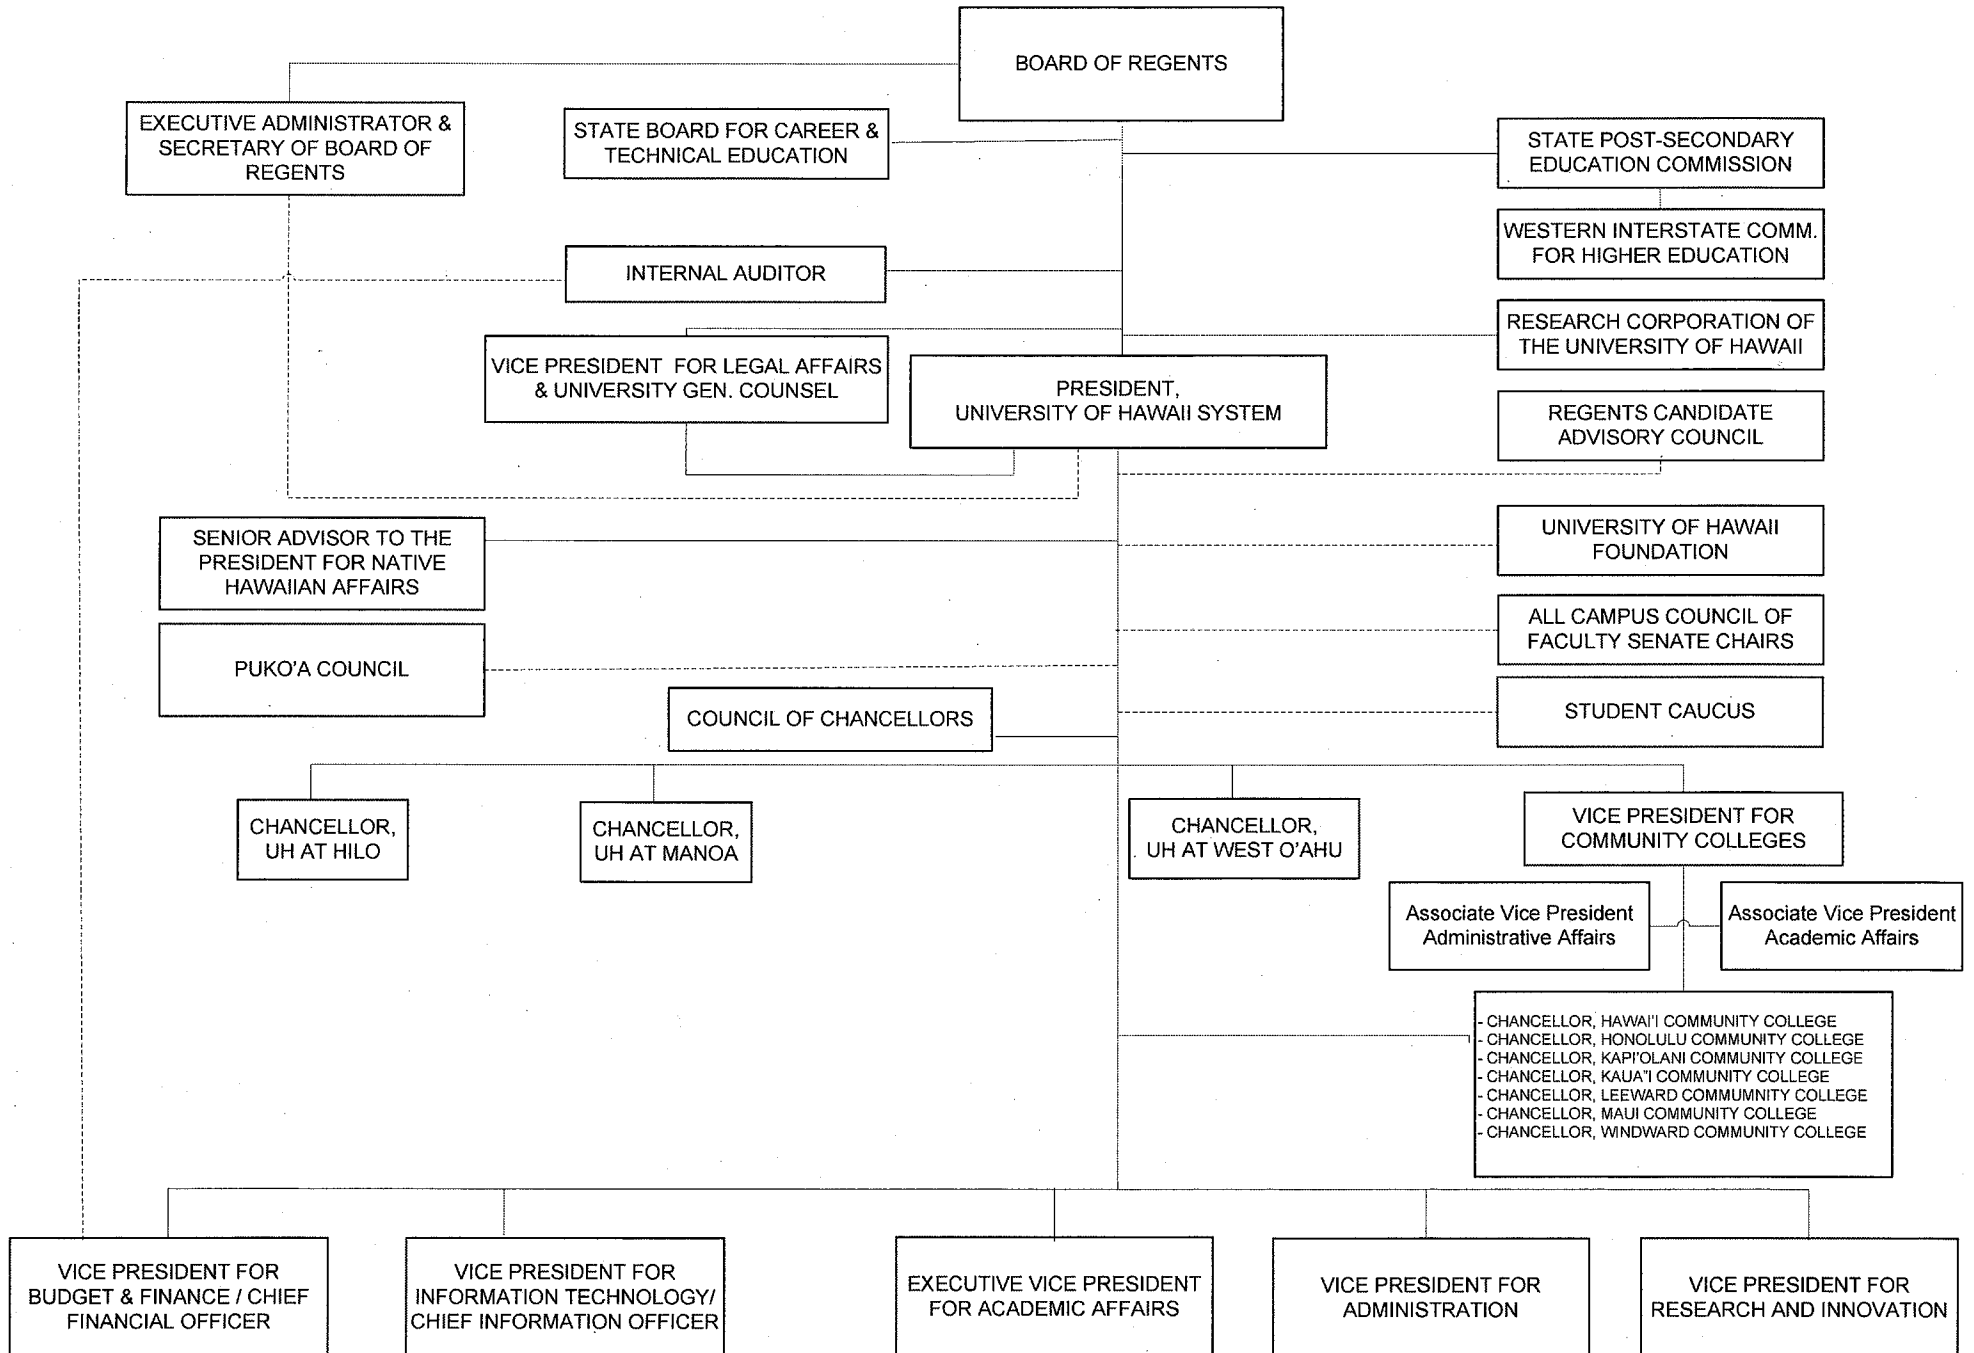 BOARD OF REGENTS
EXECUTIVE ADMINISTRATOR &
SECRETARY OF BOARD OF
REGENTS
STATE BOARD FOR CAREER &
TECHNICAL EDUCATION
STATE POST-SECONDARY
EDUCATION COMMISSION
WESTERN INTERSTATE COMM.
FOR HIGHER EDUCATION
INTERNAL AUDITOR
RESEARCH CORPORATION OF
THE UNIVERSITY OF HAWAII
VICE PRESIDENT FOR LEGAL AFFAIRS
& UNIVERSITY GEN. COUNSEL
PRESIDENT,
UNIVERSITY OF HAWAII SYSTEM
REGENTS CANDIDATE
ADVISORY COUNCIL
SENIOR ADVISOR TO THE
PRESIDENT FOR NATIVE
HAWAIIAN AFFAIRS
UNIVERSITY OF HAWAII
FOUNDATION
ALL CAMPUS COUNCIL OF
FACULTY SENATE CHAIRS
PUKO'A COUNCIL
COUNCIL OF CHANCELLORS
STUDENT CAUCUS
CHANCELLOR,
UH AT HILO
CHANCELLOR,
UH AT MANOA
CHANCELLOR,
UH AT WEST O'AHU
VICE PRESIDENT FOR
COMMUNITY COLLEGES
Associate Vice President
Administrative Affairs
Associate Vice President
Academic Affairs
- CHANCELLOR, HAWAI'I COMMUNITY COLLEGE
- CHANCELLOR, HONOLULU COMMUNITY COLLEGE
- CHANCELLOR, KAPI'OLANI COMMUNITY COLLEGE
- CHANCELLOR, KAUA"I COMMUNITY COLLEGE
- CHANCELLOR, LEEWARD COMMUMNITY COLLEGE
- CHANCELLOR, MAUI COMMUNITY COLLEGE
- CHANCELLOR, WINDWARD COMMUNITY COLLEGE
VICE PRESIDENT FOR
BUDGET & FINANCE / CHIEF
FINANCIAL OFFICER
VICE PRESIDENT FOR
INFORMATION TECHNOLOGY/
CHIEF INFORMATION OFFICER
EXECUTIVE VICE PRESIDENT
FOR ACADEMIC AFFAIRS
VICE PRESIDENT FOR
ADMINISTRATION
VICE PRESIDENT FOR
RESEARCH AND INNOVATION